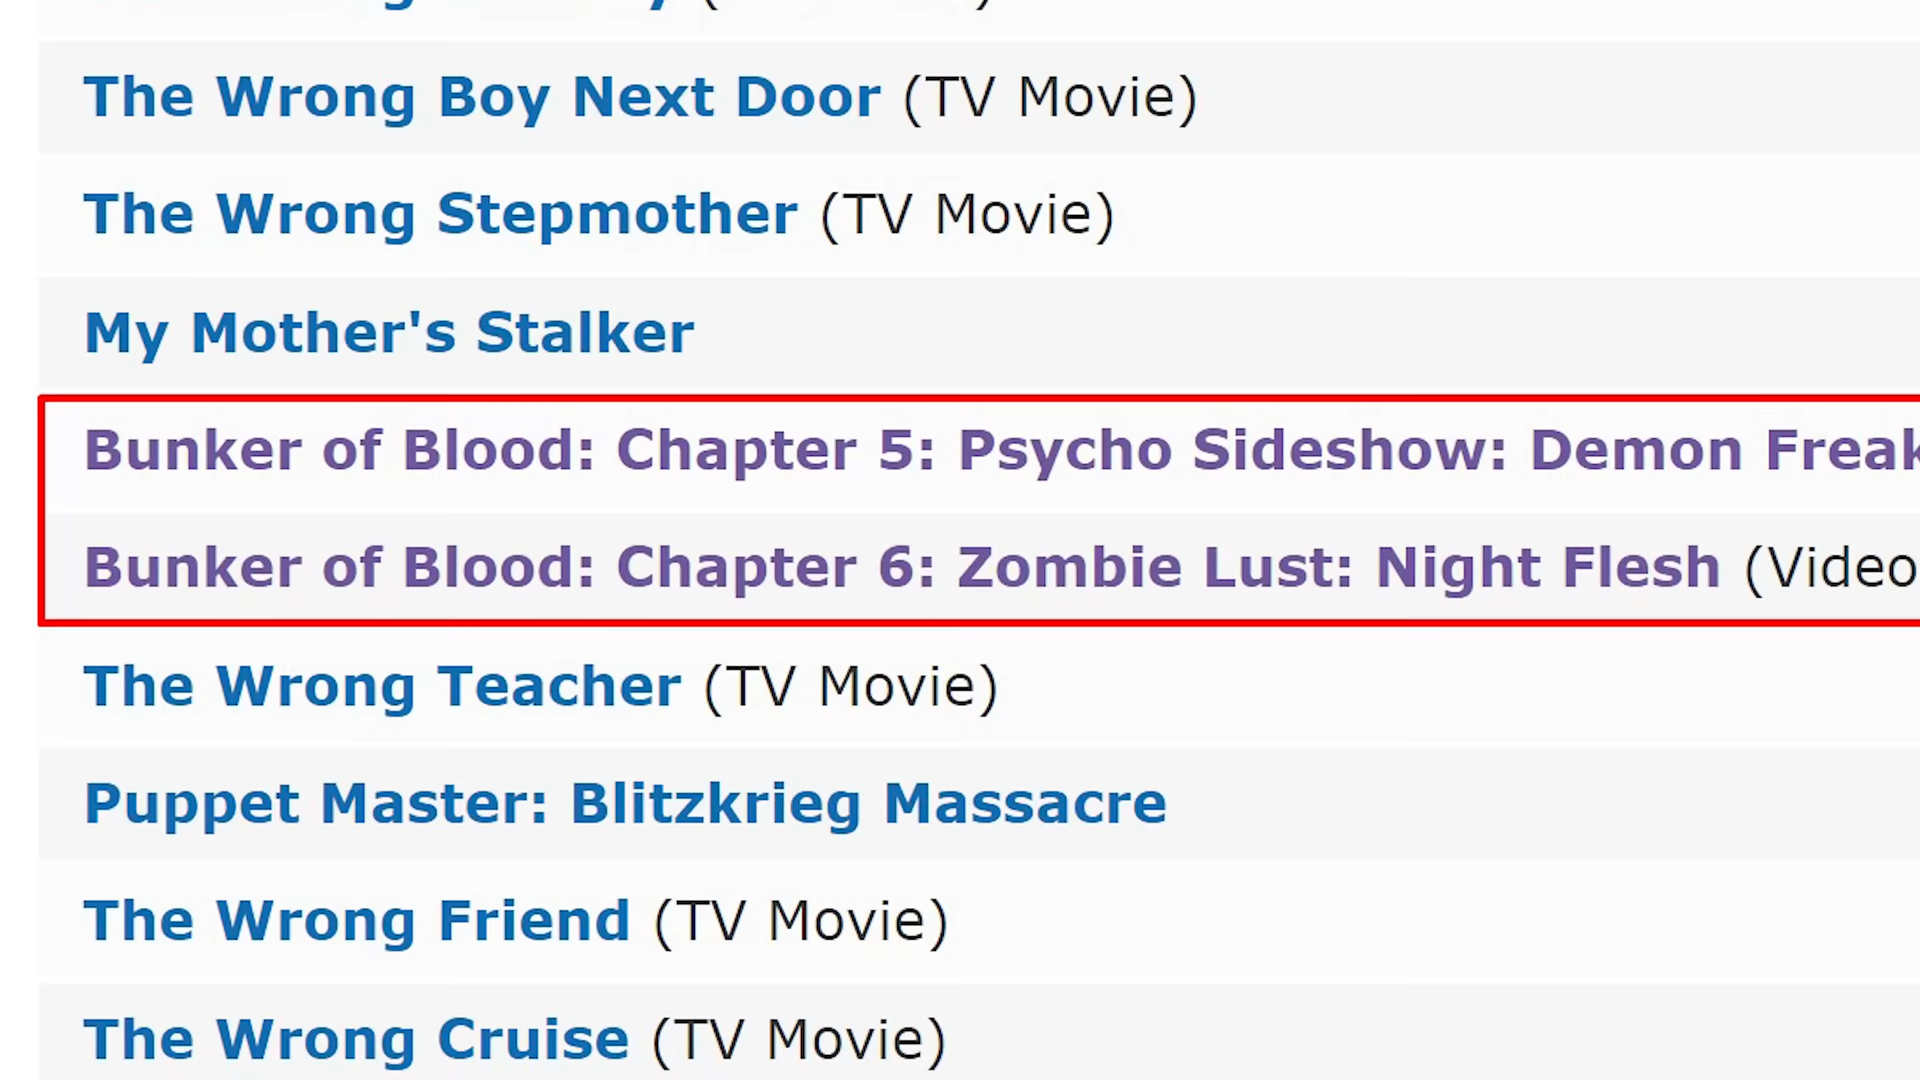 The Wrong Boy Next Door (TV Movie)
The Wrong Stepmother (TV Movie)
My Mother's Stalker
Bunker of Blood: Chapter 5: Psycho Sideshow: Demon Freak
Bunker of Blood: Chapter 6: Zombie Lust: Night Flesh (Video
The Wrong Teacher (TV Movie)
Puppet Master: Blitzkrieg Massacre
The Wrong Friend (TV Movie)
The Wrong Cruise (TV Movie)